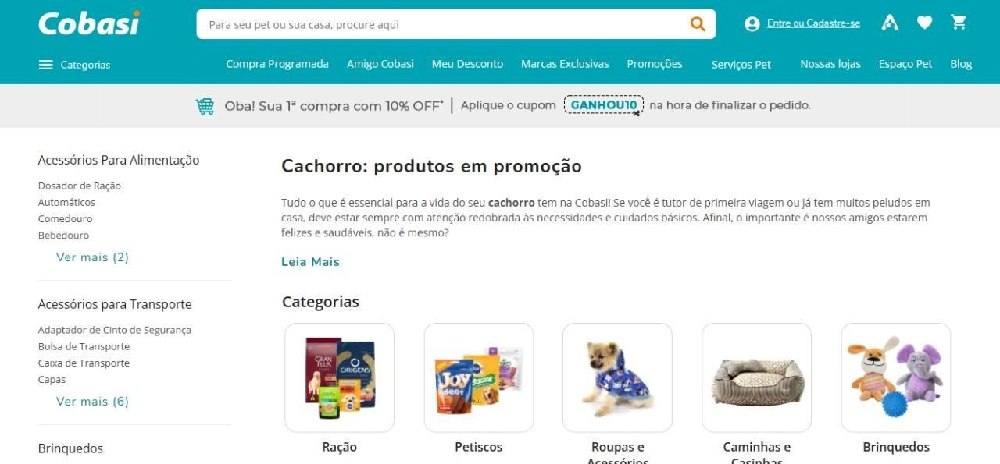 Cobasi
Para seu pet ou sua casa, procure aqui
Entre ou Cadastre-se
Categorias
Compra Programada
Amigo Cobasi
Meu Desconto
Marcas Exclusivas
Promoções
Serviços Pet
Nossas lojas
Espaço Pet
Blog
Oba! Sua 1ª compra com 10% OFF* | Aplique o cupom GANHOU10 na hora de finalizar o pedido.
Acessórios Para Alimentação
Dosador de Ração
Automáticos
Comedouro
Bebedouro
Ver mais (2)
Acessórios para Transporte
Adaptador de Cinto de Segurança
Bolsa de Transporte
Caixa de Transporte
Capas
Ver mais (6)
Brinquedos
Cachorro: produtos em promoção
Tudo o que é essencial para a vida do seu cachorro tem na Cobasi! Se você é tutor de primeira viagem ou já tem muitos peludos em
casa, deve estar sempre com atenção redobrada às necessidades e cuidados básicos. Afinal, o importante é nossos amigos estarem
felizes e saudáveis, não é mesmo?
Leia Mais
Categorias
GRAN
PLUS
ORIGENS
Joy
BEEF
Ração
Petiscos
Roupas e
Acessórios
Caminhas e
Casinhas
Brinquedos